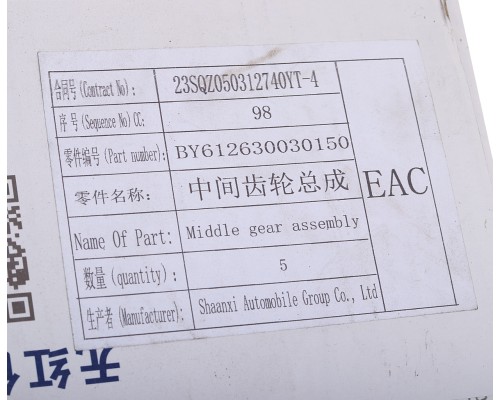 合同号(Contract No): 23SQZ050312740YT-4
序号(Sequence No)CC: 98
零件编号(Part number): BY612630030150
零件名称: 中间齿轮总成
Name Of Part: Middle gear assembly
数量(quantity): 5
生产者(Manufacturer): Shaanxi Automobile Group Co., Ltd
EAC
无红